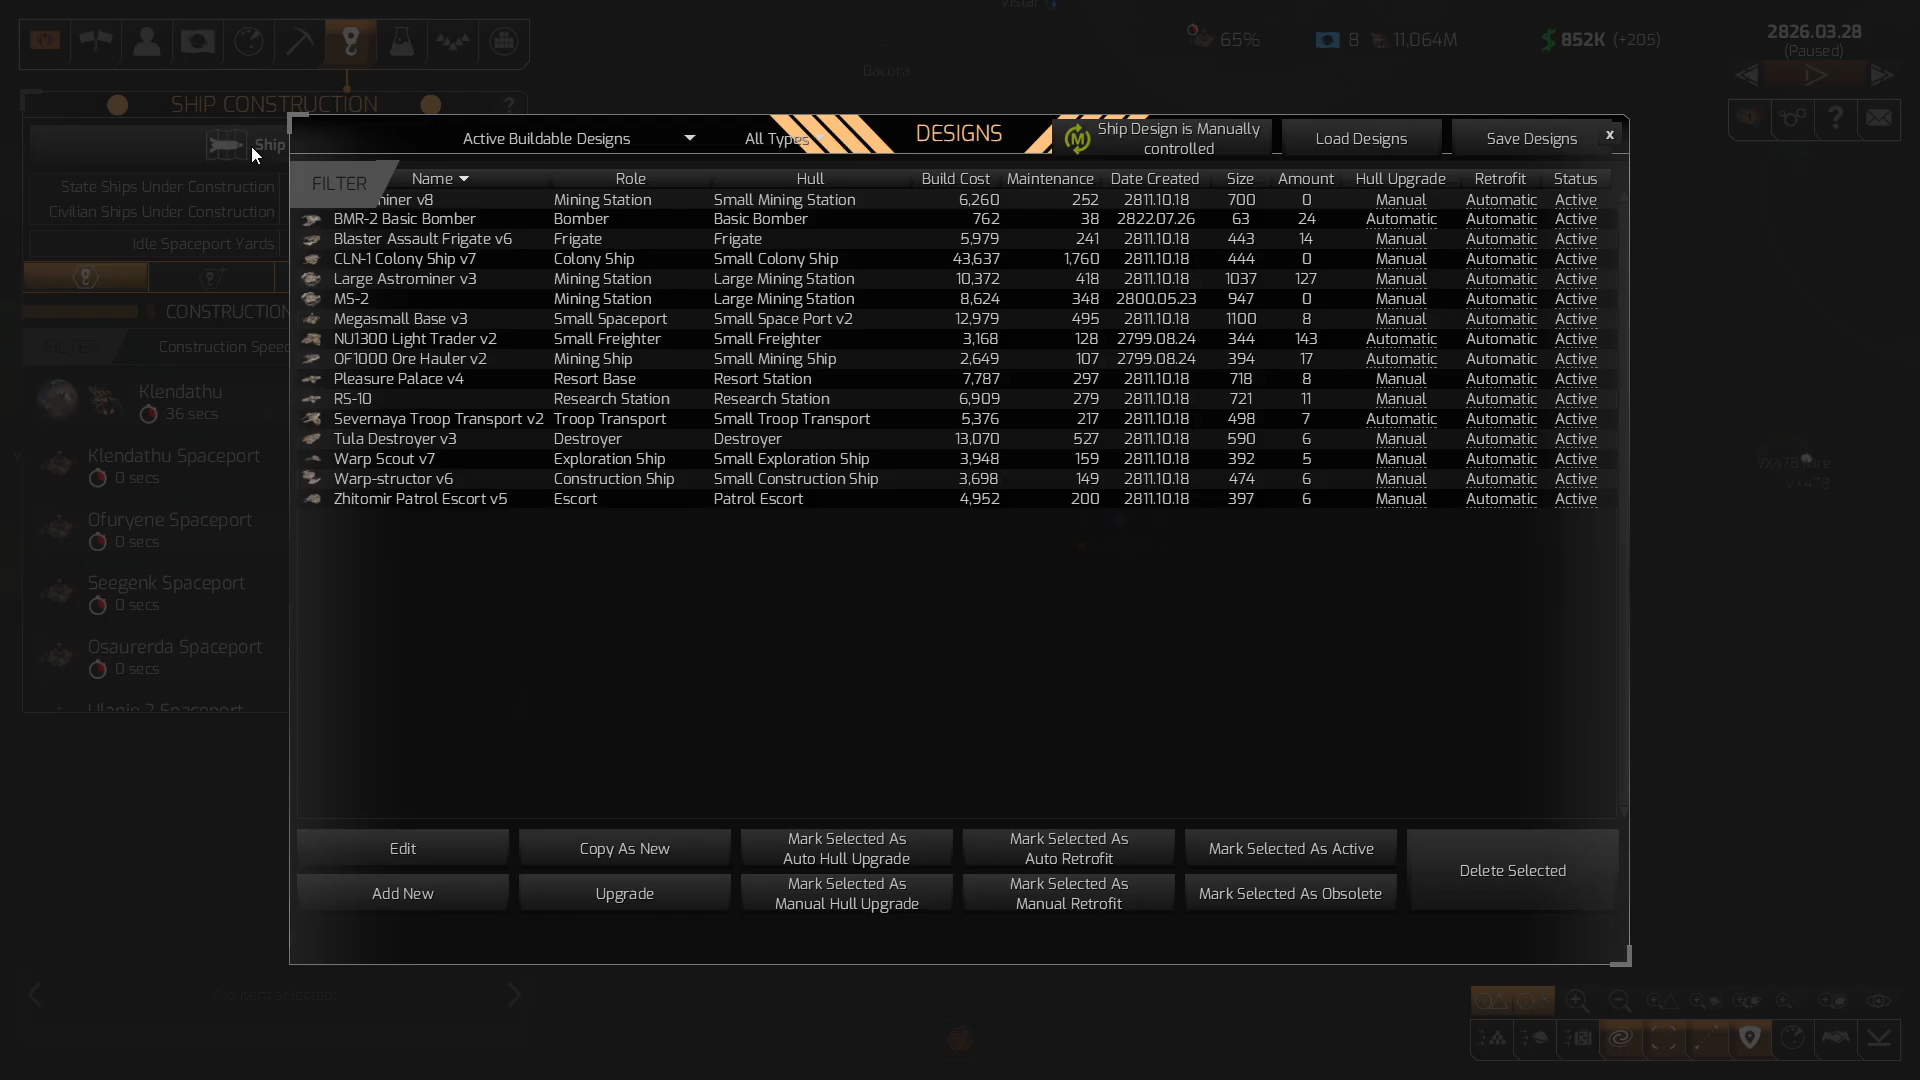 65%
8
11,064M
852K (+205)
2826.03.28
(Paused)
Bacora
SHIP CONSTRUCTION
?
Ship
State Ships Under Construction
Civilian Ships Under Construction
Idle Spaceport Yards
CONSTRUCTION
FILTER
Construction Speed
Klendathu
36 secs
Klendathu Spaceport
0 secs
Ofuryene Spaceport
0 secs
Seegenk Spaceport
0 secs
Osaurerda Spaceport
0 secs
Active Buildable Designs
All Types
DESIGNS
Ship Design is Manually
controlled
Load Designs
Save Designs
x
FILTER
Name Role Hull Build Cost Maintenance Date Created Size Amount Hull Upgrade Retrofit Status
miner v8 Mining Station Small Mining Station 6,260 252 2811.10.18 700 0 Manual Automatic Active
BMR-2 Basic Bomber Bomber Basic Bomber 762 38 2822.07.26 63 24 Automatic Automatic Active
Blaster Assault Frigate v6 Frigate Frigate 5,979 241 2811.10.18 443 14 Manual Automatic Active
CLN-1 Colony Ship v7 Colony Ship Small Colony Ship 43,637 1,760 2811.10.18 444 0 Manual Automatic Active
Large Astrominer v3 Mining Station Large Mining Station 10,372 418 2811.10.18 1037 127 Manual Automatic Active
MS-2 Mining Station Large Mining Station 8,624 348 2800.05.23 947 0 Manual Automatic Active
Megasmall Base v3 Small Spaceport Small Space Port v2 12,979 495 2811.10.18 1100 8 Manual Automatic Active
NU1300 Light Trader v2 Small Freighter Small Freighter 3,168 128 2799.08.24 344 143 Automatic Automatic Active
OF1000 Ore Hauler v2 Mining Ship Small Mining Ship 2,649 107 2799.08.24 394 17 Automatic Automatic Active
Pleasure Palace v4 Resort Base Resort Station 7,787 297 2811.10.18 718 8 Manual Automatic Active
RS-10 Research Station Research Station 6,909 279 2811.10.18 721 11 Manual Automatic Active
Severnaya Troop Transport v2 Troop Transport Small Troop Transport 5,376 217 2811.10.18 498 7 Automatic Automatic Active
Tula Destroyer v3 Destroyer Destroyer 13,070 527 2811.10.18 590 6 Manual Automatic Active
Warp Scout v7 Exploration Ship Small Exploration Ship 3,948 159 2811.10.18 392 5 Manual Automatic Active
Warp-structor v6 Construction Ship Small Construction Ship 3,698 149 2811.10.18 474 6 Manual Automatic Active
Zhitomir Patrol Escort v5 Escort Patrol Escort 4,952 200 2811.10.18 397 6 Manual Automatic Active
Edit
Copy As New
Mark Selected As
Auto Hull Upgrade
Mark Selected As
Auto Retrofit
Mark Selected As Active
Delete Selected
Add New
Upgrade
Mark Selected As
Manual Hull Upgrade
Mark Selected As
Manual Retrofit
Mark Selected As Obsolete
No item selected